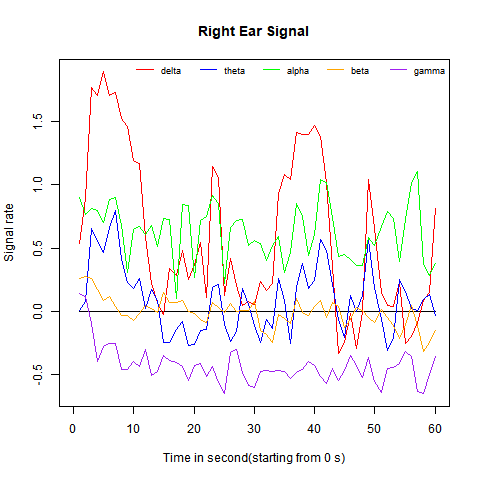 Right Ear Signal
delta theta alpha beta gamma
Signal rate
1.5
1.0
0.5
0.0
-0.5
0 10 20 30 40 50 60
Time in second(starting from 0 s)